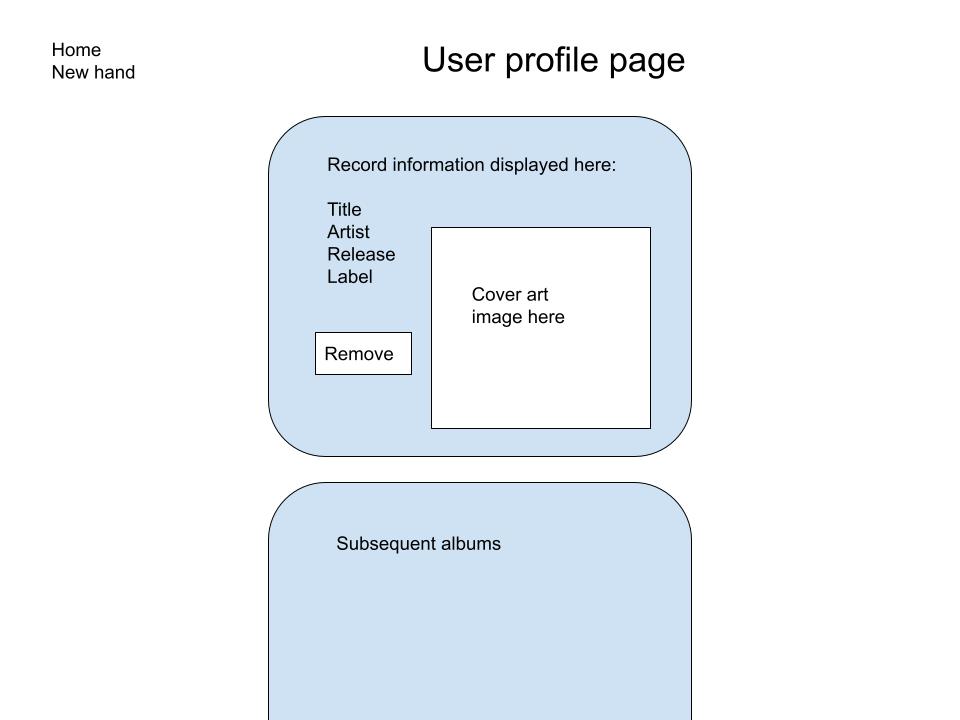 Home
New hand
User profile page
Record information displayed here:
Title
Artist
Release
Label
Cover art
image here
Remove
Subsequent albums